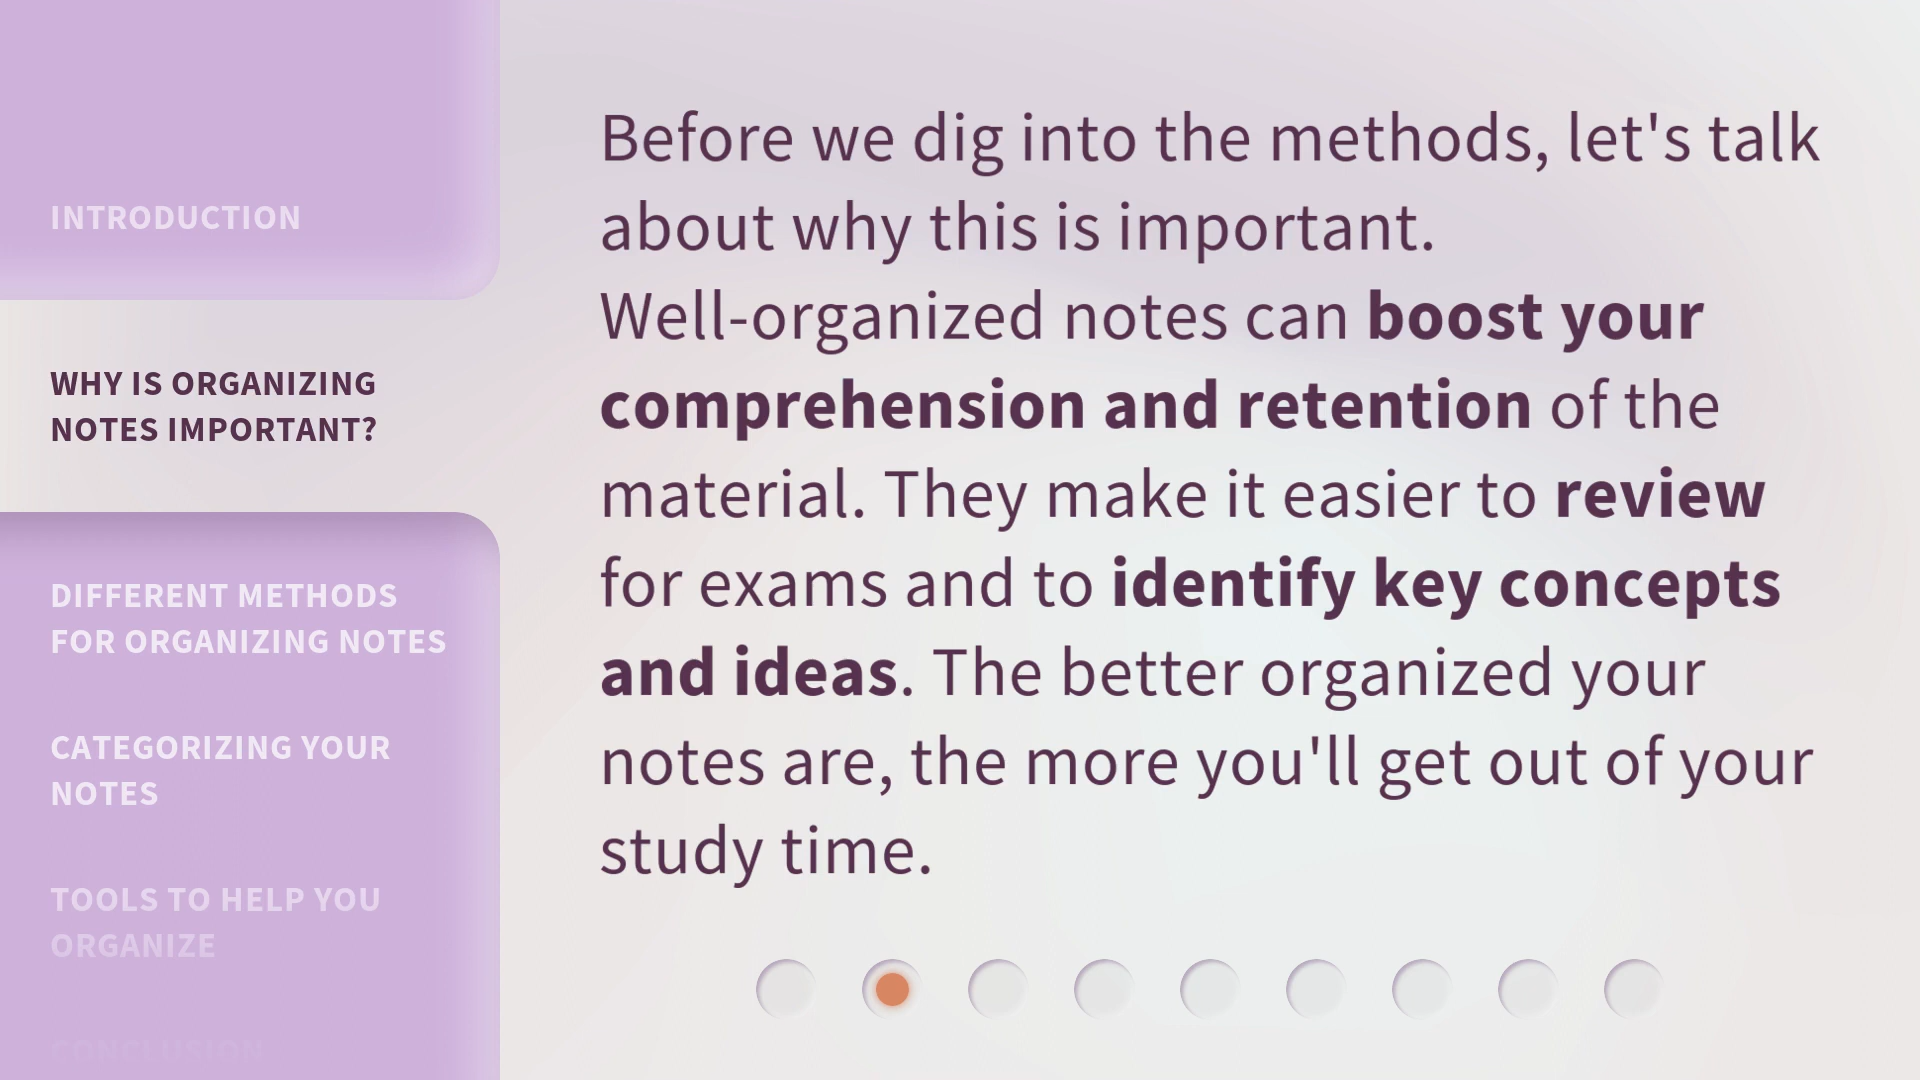 INTRODUCTION
WHY IS ORGANIZING
NOTES IMPORTANT?
DIFFERENT METHODS
FOR ORGANIZING NOTES
CATEGORIZING YOUR
NOTES
TOOLS TO HELP YOU
ORGANIZE
CONCLUSION
Before we dig into the methods, let's talk
about why this is important.
Well-organized notes can boost your
comprehension and retention of the
material. They make it easier to review
for exams and to identify key concepts
and ideas. The better organized your
notes are, the more you'll get out of your
study time.